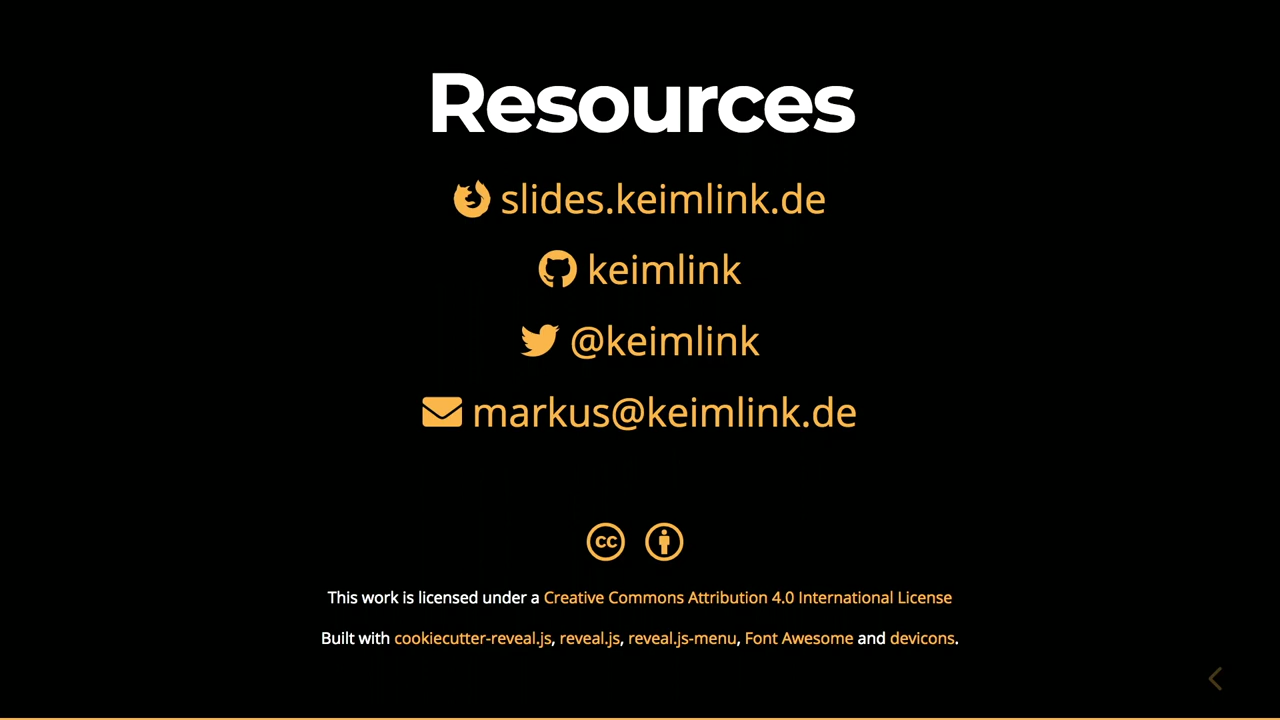 Resources
slides.keimlink.de
keimlink
@keimlink
markus@keimlink.de
cc
This work is licensed under a Creative Commons Attribution 4.0 International License
Built with cookiecutter-reveal.js, reveal.js, reveal.js-menu, Font Awesome and devicons.